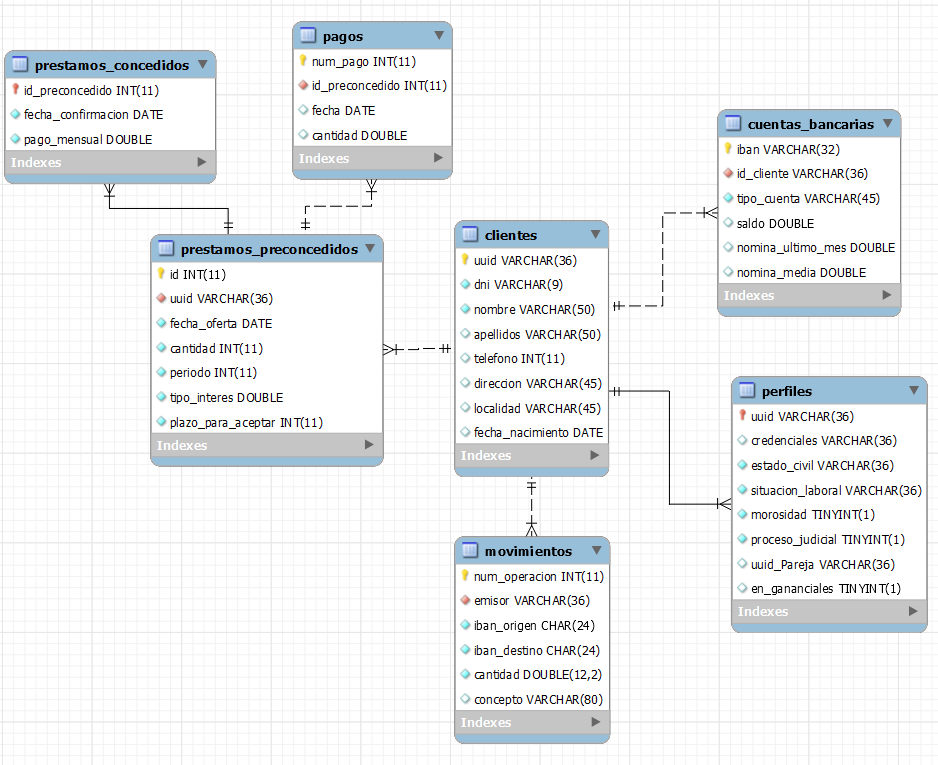 prestamos_concedidos
id_preconcedido INT(11)
fecha_confirmacion DATE
pago_mensual DOUBLE
Indexes
pagos
num_pago INT(11)
id_preconcedido INT(11)
fecha DATE
cantidad DOUBLE
Indexes
cuentas_bancarias
iban VARCHAR(32)
id_cliente VARCHAR(36)
tipo_cuenta VARCHAR(45)
saldo DOUBLE
nomina_ultimo_mes DOUBLE
nomina_media DOUBLE
Indexes
prestamos_preconcedidos
id INT(11)
uuid VARCHAR(36)
fecha_oferta DATE
cantidad INT(11)
periodo INT(11)
tipo_interes DOUBLE
plazo_para_aceptar INT(11)
Indexes
clientes
uuid VARCHAR(36)
dni VARCHAR(9)
nombre VARCHAR(50)
apellidos VARCHAR(50)
telefono INT(11)
direccion VARCHAR(45)
localidad VARCHAR(45)
fecha_nacimiento DATE
Indexes
perfiles
uuid VARCHAR(36)
credenciales VARCHAR(36)
estado_civil VARCHAR(36)
situacion_laboral VARCHAR(36)
morosidad TINYINT(1)
proceso_judicial TINYINT(1)
uuid_Pareja VARCHAR(36)
en_gananciales TINYINT(1)
Indexes
movimientos
num_operacion INT(11)
emisor VARCHAR(36)
iban_origen CHAR(24)
iban_destino CHAR(24)
cantidad DOUBLE(12,2)
concepto VARCHAR(80)
Indexes